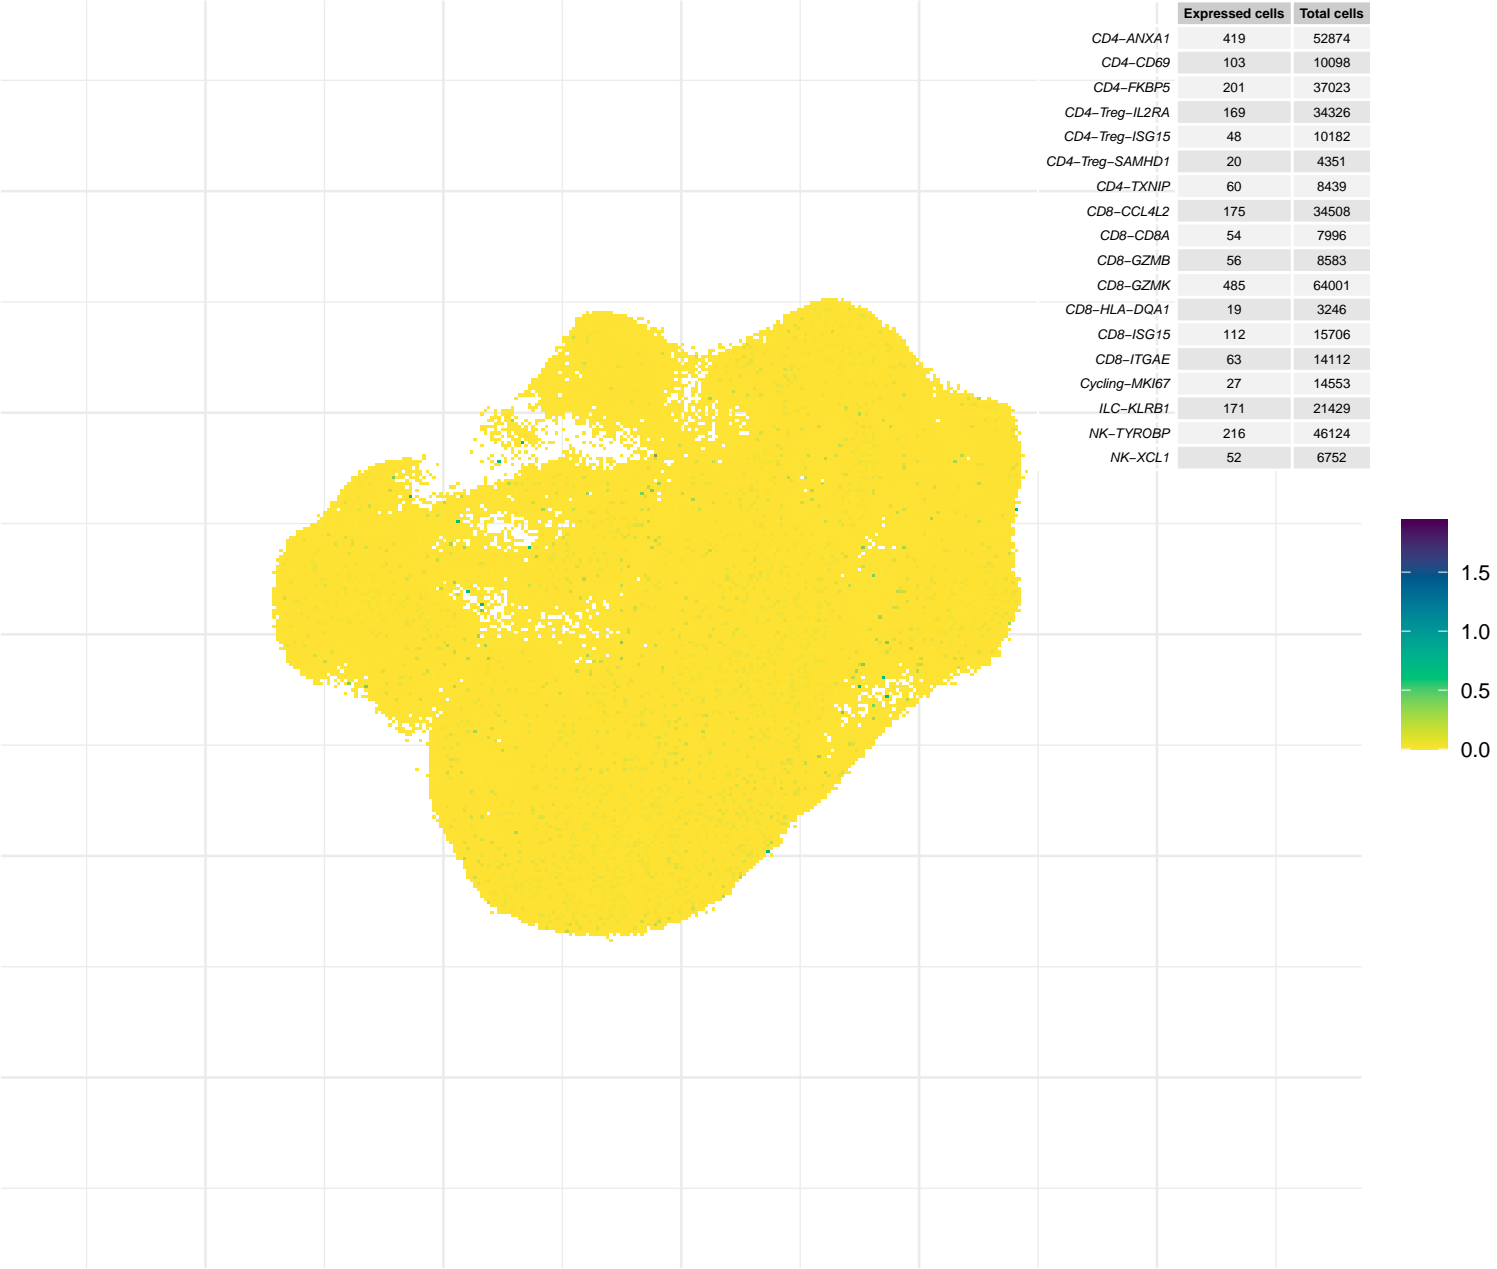 Expressed cells Total cells
CD4−ANXA1 419 52874
CD4−CD69 103 10098
CD4−FKBP5 201 37023
CD4−Treg−IL2RA 169 34326
CD4−Treg−ISG15 48 10182
CD4−Treg−SAMHD1 20 4351
CD4−TXNIP 60 8439
CD8−CCL4L2 175 34508
CD8−CD8A 54 7996
CD8−GZMB 56 8583
CD8−GZMK 485 64001
CD8−HLA−DQA1 19 3246
CD8−ISG15 112 15706
CD8−ITGAE 63 14112
Cycling−MKI67 27 14553
ILC−KLRB1 171 21429
NK−TYROBP 216 46124
NK−XCL1 52 6752
1.5
1.0
0.5
0.0